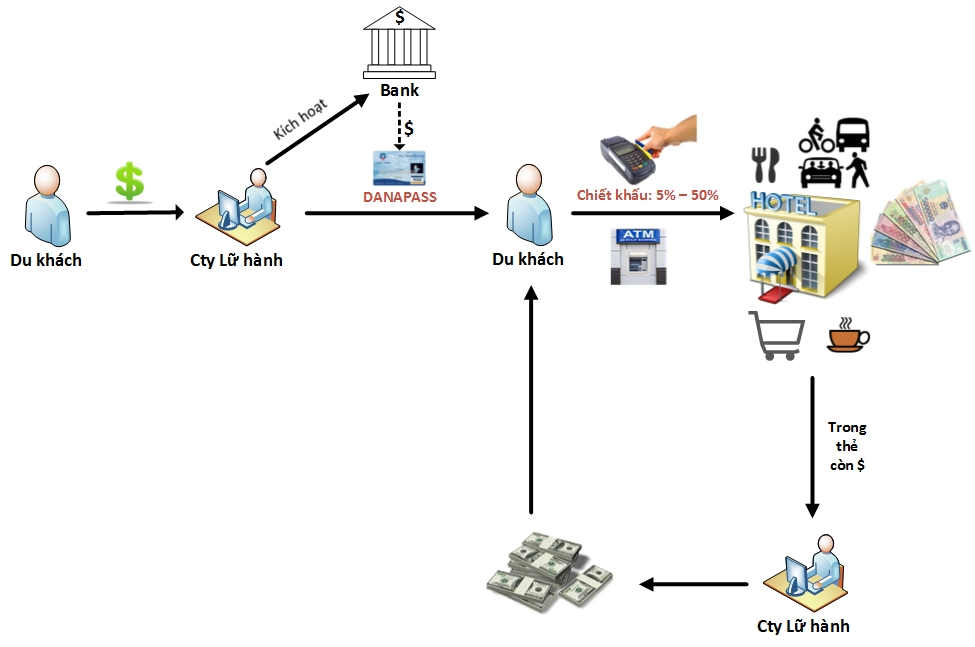 $
Bank
Kích hoạt
$
$
DANAPASS
Du khách
Cty Lữ hành
Du khách
Chiết khấu: 5% – 50%
ATM
HOTEL
Trong
thẻ
còn $
Cty Lữ hành